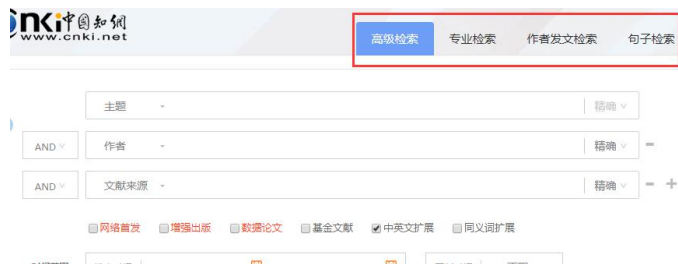 cnki中国知网
www.cnki.net
高级检索 专业检索 作者发文检索 句子检索
主题 精确
AND 作者 精确
AND 文献来源 精确
网络首发 增强出版 数据论文 基金文献 中英文扩展 同义词扩展